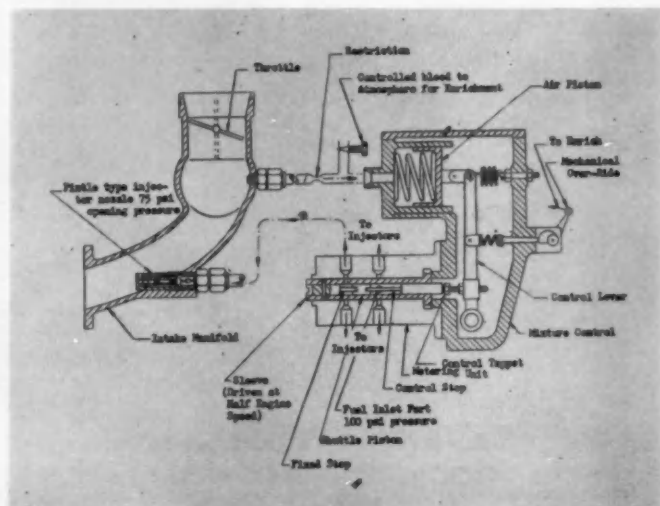 Restriction
Throttle
Controlled bleed to
Atmosphere for Enrichment
Air Piston
To Enrich
Mechanical
Over-Ride
Pintle type injec-
tor nozzle 75 psi
opening pressure
To
Injectors
Control Lever
Intake Manifold
To
Injectors
Mixture Control
Control Tappet
Metering
Unit
Sleeve
(Driven at
Half Engine
Speed)
Control Stop
Fuel Inlet Port
100 psi pressure
Shuttle Piston
Fixed Stop